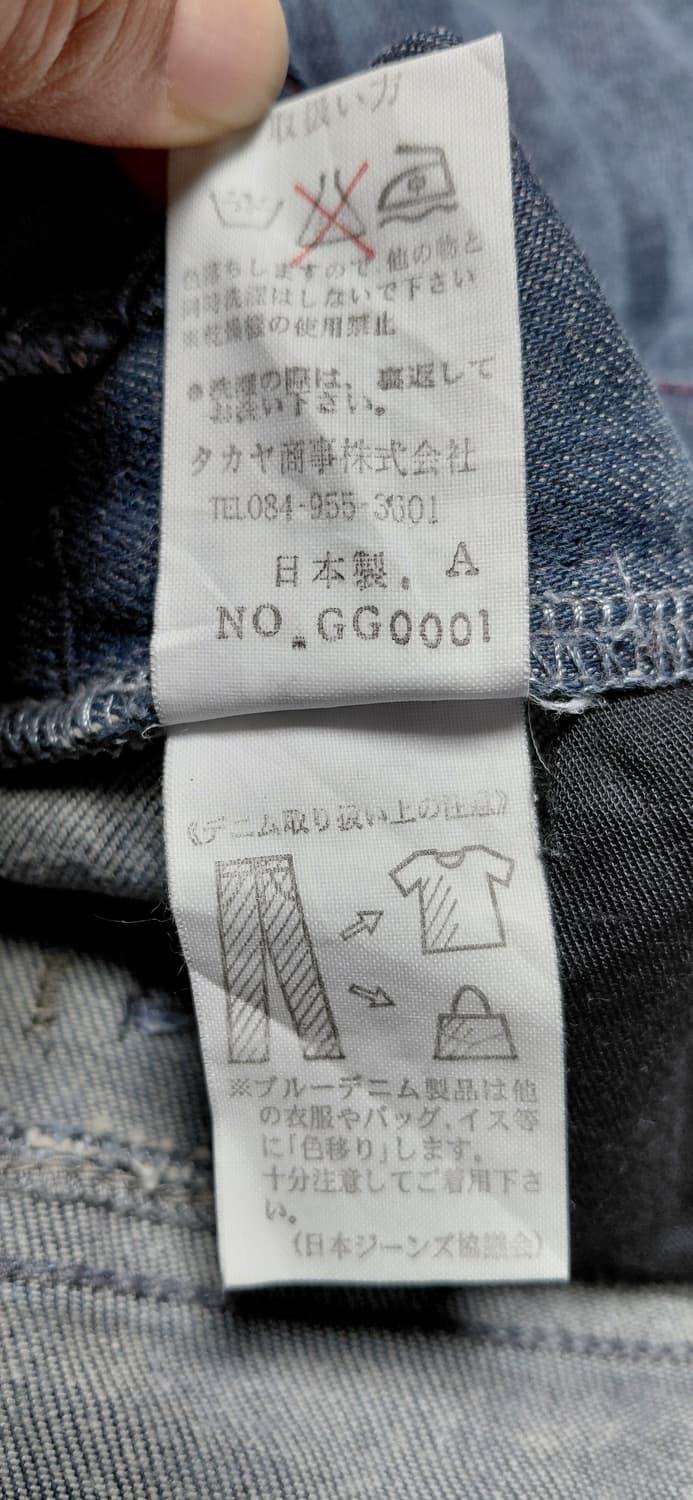 取扱い方
色落ちしますので、他の物と
同時洗濯はしないで下さい
※乾燥機の使用禁止
●洗濯の際は、裏返して
お洗い下さい。
タカヤ商事株式会社
TEL084-955-3601
日本製. A
NO.GG0001
《デニム取り扱い上の注意》
※ブルーデニム製品は他
の衣服やバッグ、イス等
に「色移り」します。
十分注意してご着用下さ
い。
(日本ジーンズ協議会)